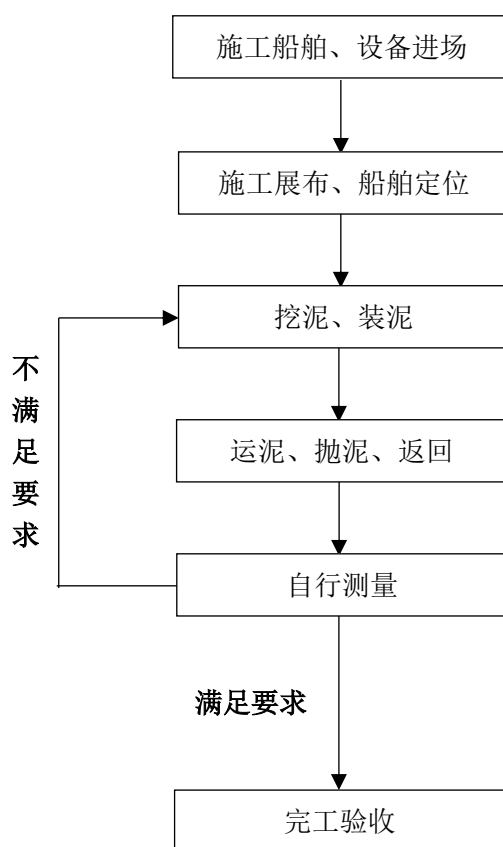 施工船舶、设备进场
施工展布、船舶定位
挖泥、装泥
不满足要求
运泥、抛泥、返回
自行测量
满足要求
完工验收